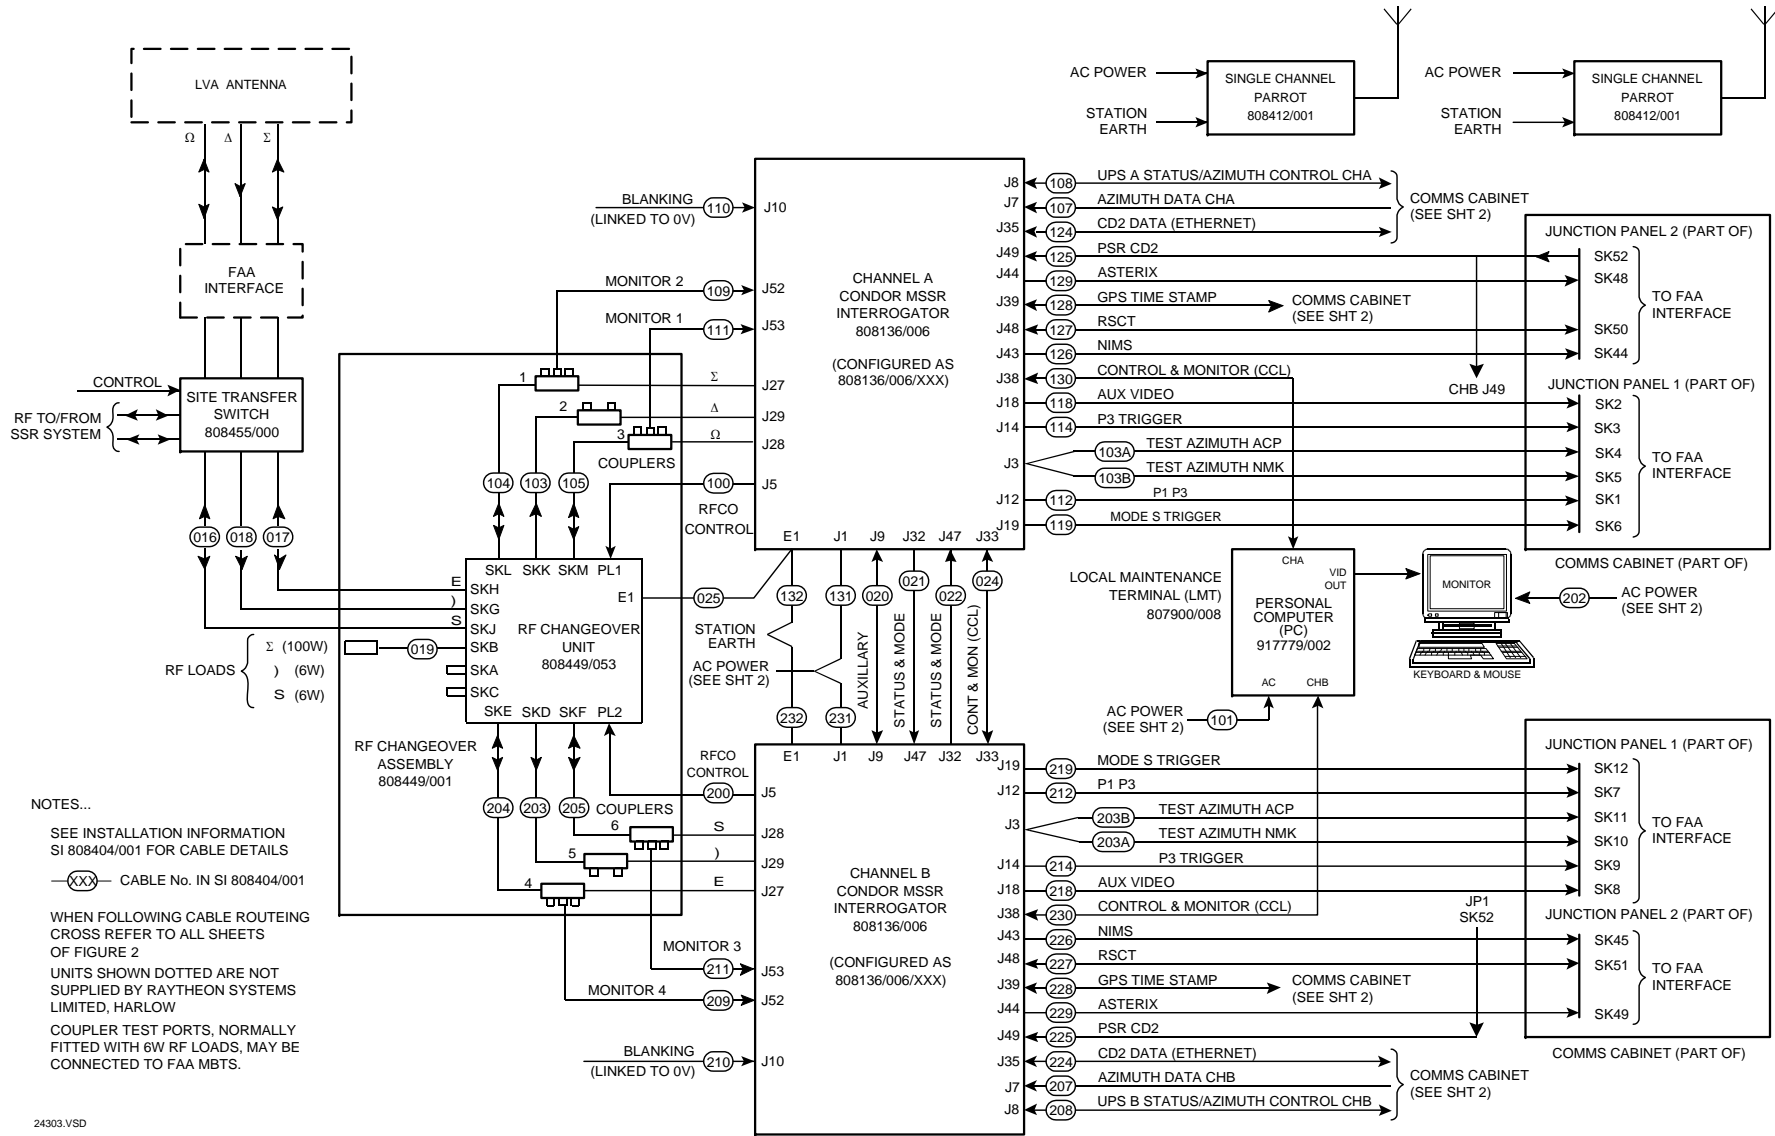 LVA ANTENNA
Ω
Δ
Σ
FAA
INTERFACE
CONTROL
SITE TRANSFER
SWITCH
808455/000
RF TO/FROM
SSR SYSTEM
016
018
017
AC POWER
STATION
EARTH
SINGLE CHANNEL
PARROT
808412/001
AC POWER
STATION
EARTH
SINGLE CHANNEL
PARROT
808412/001
BLANKING
(LINKED TO 0V)
110
J10
MONITOR 2
109
J52
MONITOR 1
111
J53
1
Σ
J27
2
Δ
J29
3
Ω
J28
COUPLERS
104
103
105
100
J5
RFCO
CONTROL
CHANNEL A
CONDOR MSSR
INTERROGATOR
808136/006
(CONFIGURED AS
808136/006/XXX)
E1
J1
J9
J32
J47
J33
J8
108
UPS A STATUS/AZIMUTH CONTROL CHA
J7
107
AZIMUTH DATA CHA
J35
124
CD2 DATA (ETHERNET)
COMMS CABINET
(SEE SHT 2)
J49
125
PSR CD2
J44
129
ASTERIX
J39
128
GPS TIME STAMP
COMMS CABINET
(SEE SHT 2)
J48
127
RSCT
J43
126
NIMS
J38
130
CONTROL & MONITOR (CCL)
CHB J49
J18
118
AUX VIDEO
J14
114
P3 TRIGGER
J3
103A
TEST AZIMUTH ACP
103B
TEST AZIMUTH NMK
J12
112
P1 P3
J19
119
MODE S TRIGGER
JUNCTION PANEL 2 (PART OF)
SK52
SK48
SK50
SK44
TO FAA
INTERFACE
JUNCTION PANEL 1 (PART OF)
SK2
SK3
SK4
SK5
SK1
SK6
TO FAA
INTERFACE
COMMS CABINET (PART OF)
SKL
SKK
SKM
PL1
E
SKH
)
SKG
S
SKJ
SKB
SKA
SKC
E1
RF CHANGEOVER
UNIT
808449/053
SKE
SKD
SKF
PL2
RF LOADS
Σ (100W)
) (6W)
S (6W)
019
025
132
131
020
021
022
024
STATION
EARTH
AC POWER
(SEE SHT 2)
AUXILLARY
STATUS & MODE
STATUS & MODE
CONT & MON (CCL)
232
231
LOCAL MAINTENANCE
TERMINAL (LMT)
807900/008
CHA
VID
OUT
PERSONAL
COMPUTER
(PC)
917779/002
AC
CHB
MONITOR
KEYBOARD & MOUSE
202
AC POWER
(SEE SHT 2)
AC POWER
(SEE SHT 2)
101
RF CHANGEOVER
ASSEMBLY
808449/001
204
203
205
COUPLERS
RFCO
CONTROL
200
J5
6
S
J28
5
)
J29
4
E
J27
MONITOR 3
211
J53
MONITOR 4
209
J52
BLANKING
(LINKED TO 0V)
210
J10
E1
J1
J9
J47
J32
J33
CHANNEL B
CONDOR MSSR
INTERROGATOR
808136/006
(CONFIGURED AS
808136/006/XXX)
J19
219
MODE S TRIGGER
J12
212
P1 P3
J3
203B
TEST AZIMUTH ACP
203A
TEST AZIMUTH NMK
J14
214
P3 TRIGGER
J18
218
AUX VIDEO
J38
230
CONTROL & MONITOR (CCL)
JP1
SK52
J43
226
NIMS
J48
227
RSCT
J39
228
GPS TIME STAMP
COMMS CABINET
(SEE SHT 2)
J44
229
ASTERIX
J49
225
PSR CD2
J35
224
CD2 DATA (ETHERNET)
J7
207
AZIMUTH DATA CHB
J8
208
UPS B STATUS/AZIMUTH CONTROL CHB
COMMS CABINET
(SEE SHT 2)
JUNCTION PANEL 1 (PART OF)
SK12
SK7
SK11
SK10
SK9
SK8
TO FAA
INTERFACE
JUNCTION PANEL 2 (PART OF)
SK45
SK51
SK49
TO FAA
INTERFACE
COMMS CABINET (PART OF)
NOTES...
SEE INSTALLATION INFORMATION
SI 808404/001 FOR CABLE DETAILS
XXX CABLE No. IN SI 808404/001
WHEN FOLLOWING CABLE ROUTEING
CROSS REFER TO ALL SHEETS
OF FIGURE 2
UNITS SHOWN DOTTED ARE NOT
SUPPLIED BY RAYTHEON SYSTEMS
LIMITED, HARLOW
COUPLER TEST PORTS, NORMALLY
FITTED WITH 6W RF LOADS, MAY BE
CONNECTED TO FAA MBTS.
24303.VSD